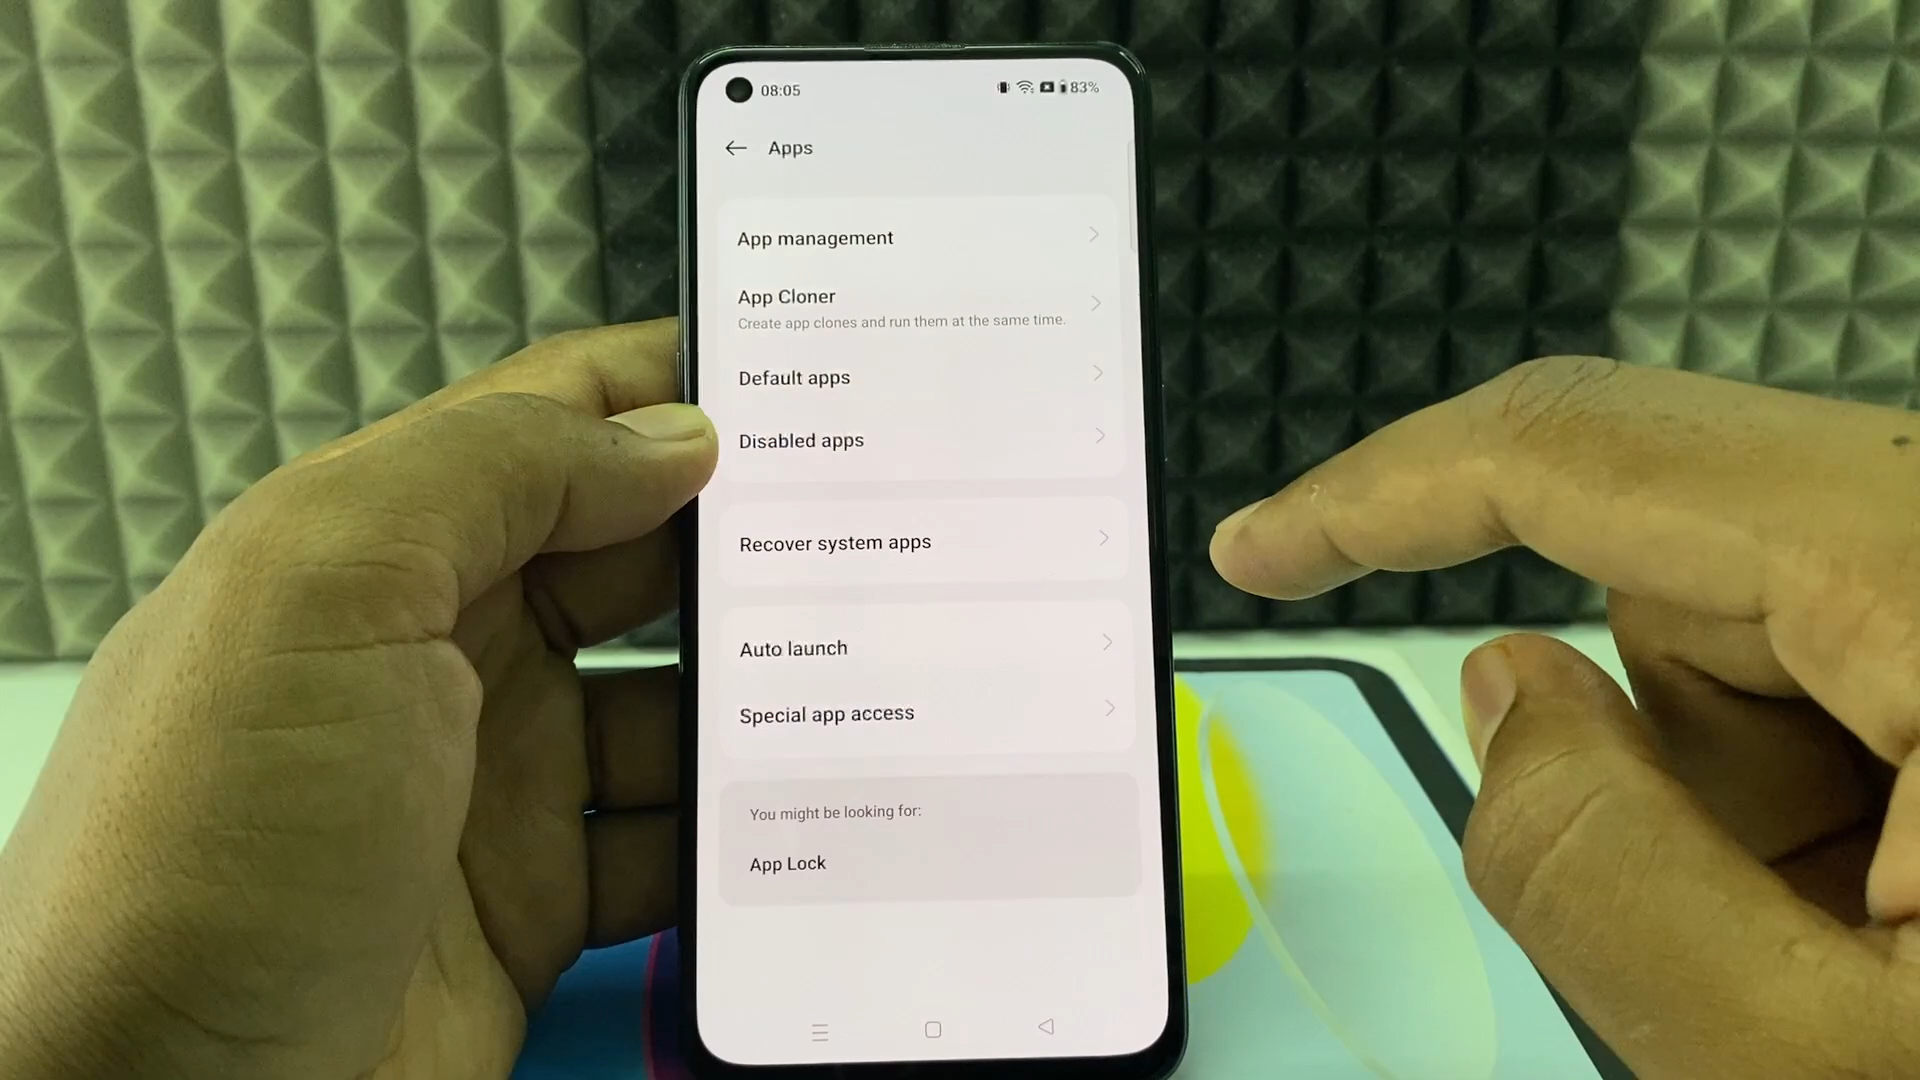 08:05
83%
Apps
App management
App Cloner
Create app clones and run them at the same time.
Default apps
Disabled apps
Recover system apps
Auto launch
Special app access
You might be looking for:
App Lock